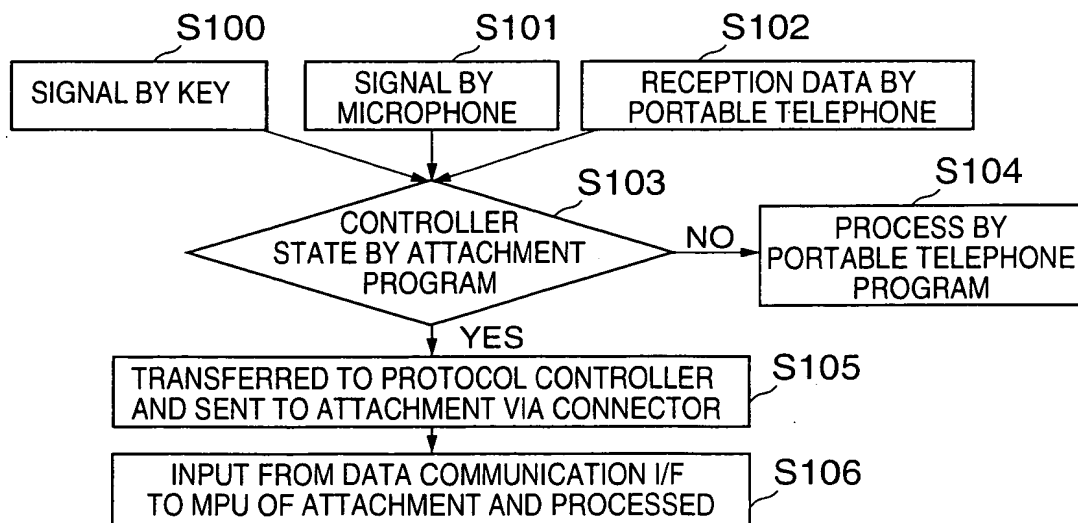 S100
S101
S102
SIGNAL BY KEY
SIGNAL BY
MICROPHONE
RECEPTION DATA BY
PORTABLE TELEPHONE
S103
CONTROLLER
STATE BY ATTACHMENT
PROGRAM
NO
S104
PROCESS BY
PORTABLE TELEPHONE
PROGRAM
YES
S105
TRANSFERRED TO PROTOCOL CONTROLLER
AND SENT TO ATTACHMENT VIA CONNECTOR
S106
INPUT FROM DATA COMMUNICATION I/F
TO MPU OF ATTACHMENT AND PROCESSED